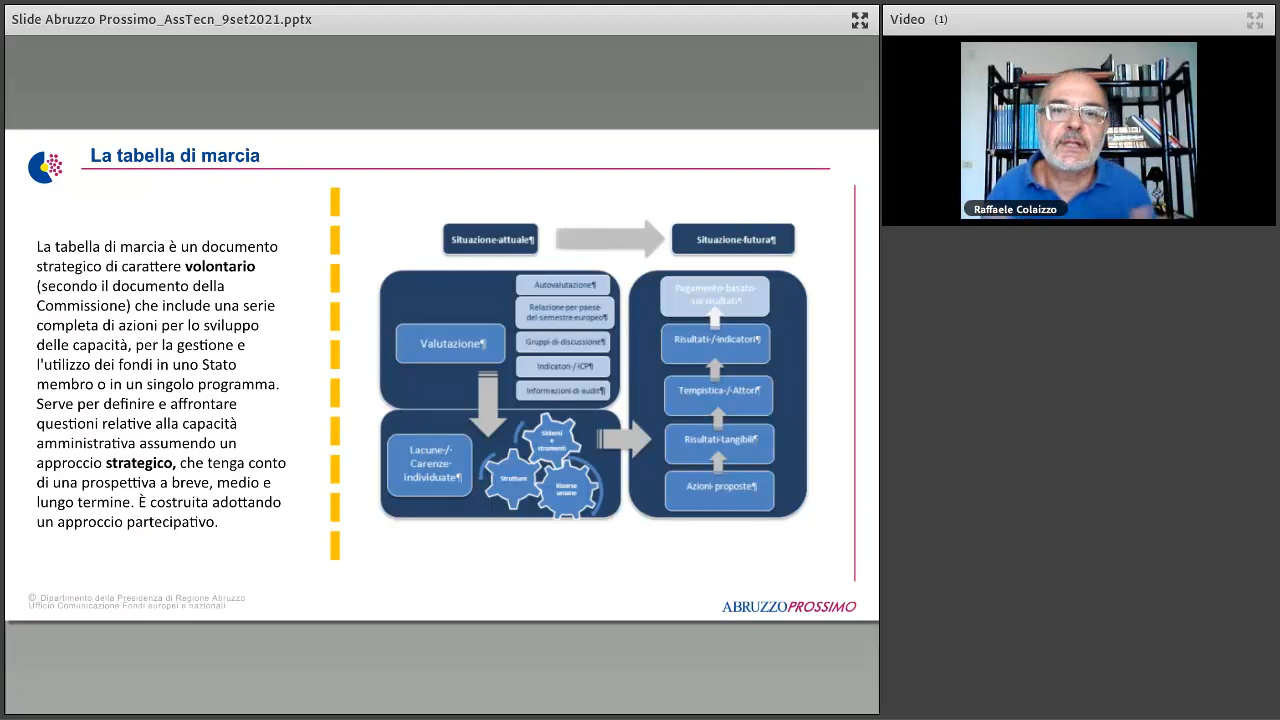 Slide Abruzzo Prossimo_AssTecn_9set2021.pptx
Video (1)
Raffaele Colaizzo
La tabella di marcia
La tabella di marcia è un documento
strategico di carattere volontario
(secondo il documento della
Commissione) che include una serie
completa di azioni per lo sviluppo
delle capacità, per la gestione e
l'utilizzo dei fondi in uno Stato
membro o in un singolo programma.
Serve per definire e affrontare
questioni relative alla capacità
amministrativa assumendo un
approccio strategico, che tenga conto
di una prospettiva a breve, medio e
lungo termine. È costruita adottando
un approccio partecipativo.
Situazione·attuale¶
Situazione·futura¶
Valutazione¶
Autovalutazione¶
Relazione·per·paese·
del·semestre·europeo¶
Gruppi·di·discussione¶
Indicatori·/·ICP¶
Informazioni·di·audit¶
Lacune·/·
Carenze·
individuate¶
Sistemi
e
strumenti
Strutture
Risorse
umane
Pagamento·basato·
sui·risultati¶
Risultati·/·indicatori¶
Tempistica·/·Attori¶
Risultati·tangibili¶
Azioni·proposte¶
© Dipartimento della Presidenza di Regione Abruzzo
Ufficio Comunicazione Fondi europei e nazionali
ABRUZZOPROSSIMO